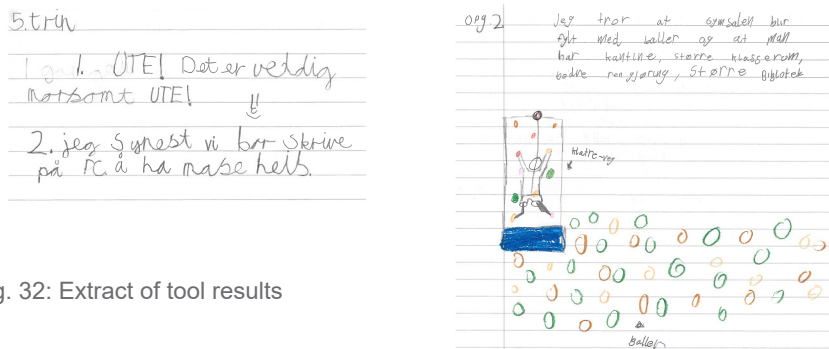 5. trin
1. UTE! Det er veldig
morsomt UTE!
2. jeg synest vi bør skrive
på PC å ha masse
g. 32: Extract of tool results
opg. 2
Jeg tror at gymsalen blir
fylt med baller og at man
har kantine, større klasserom,
bedre rengjøring, Større Bibliotek
klatre-veg
baller